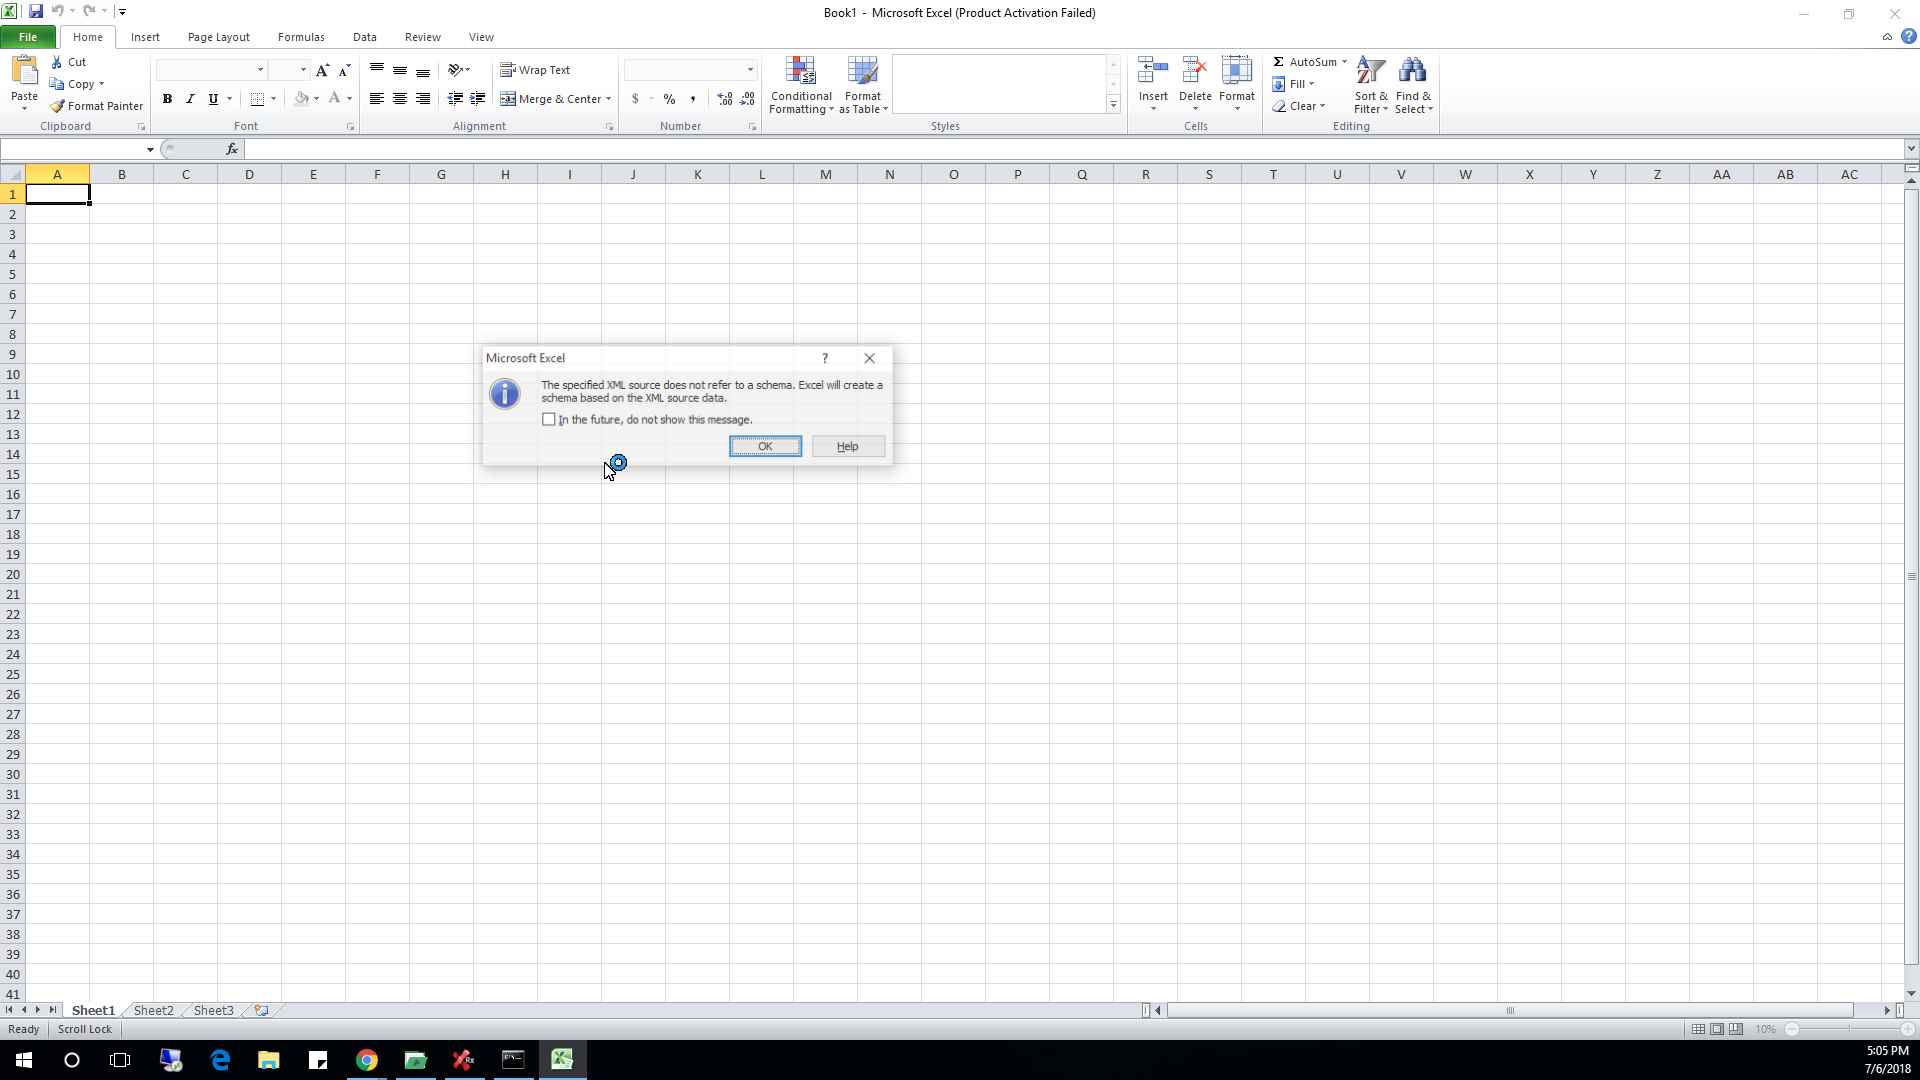 Book1 - Microsoft Excel (Product Activation Failed)
File Home Insert Page Layout Formulas Data Review View
Paste
Cut
Copy
Format Painter
Clipboard
B I U
Font
Wrap Text
Merge & Center
Alignment
$ % ,
Number
Conditional Formatting
Format as Table
Styles
Insert Delete Format
Cells
AutoSum
Fill
Clear
Sort & Filter
Find & Select
Editing
fx
A B C D E F G H I J K L M N O P Q R S T U V W X Y Z AA AB AC
1
2
3
4
5
6
7
8
9
10
11
12
13
14
15
16
17
18
19
20
21
22
23
24
25
26
27
28
29
30
31
32
33
34
35
36
37
38
39
40
41
Microsoft Excel
The specified XML source does not refer to a schema. Excel will create a
schema based on the XML source data.
In the future, do not show this message.
OK Help
Sheet1 Sheet2 Sheet3
Ready Scroll Lock 10%
5:05 PM
7/6/2018